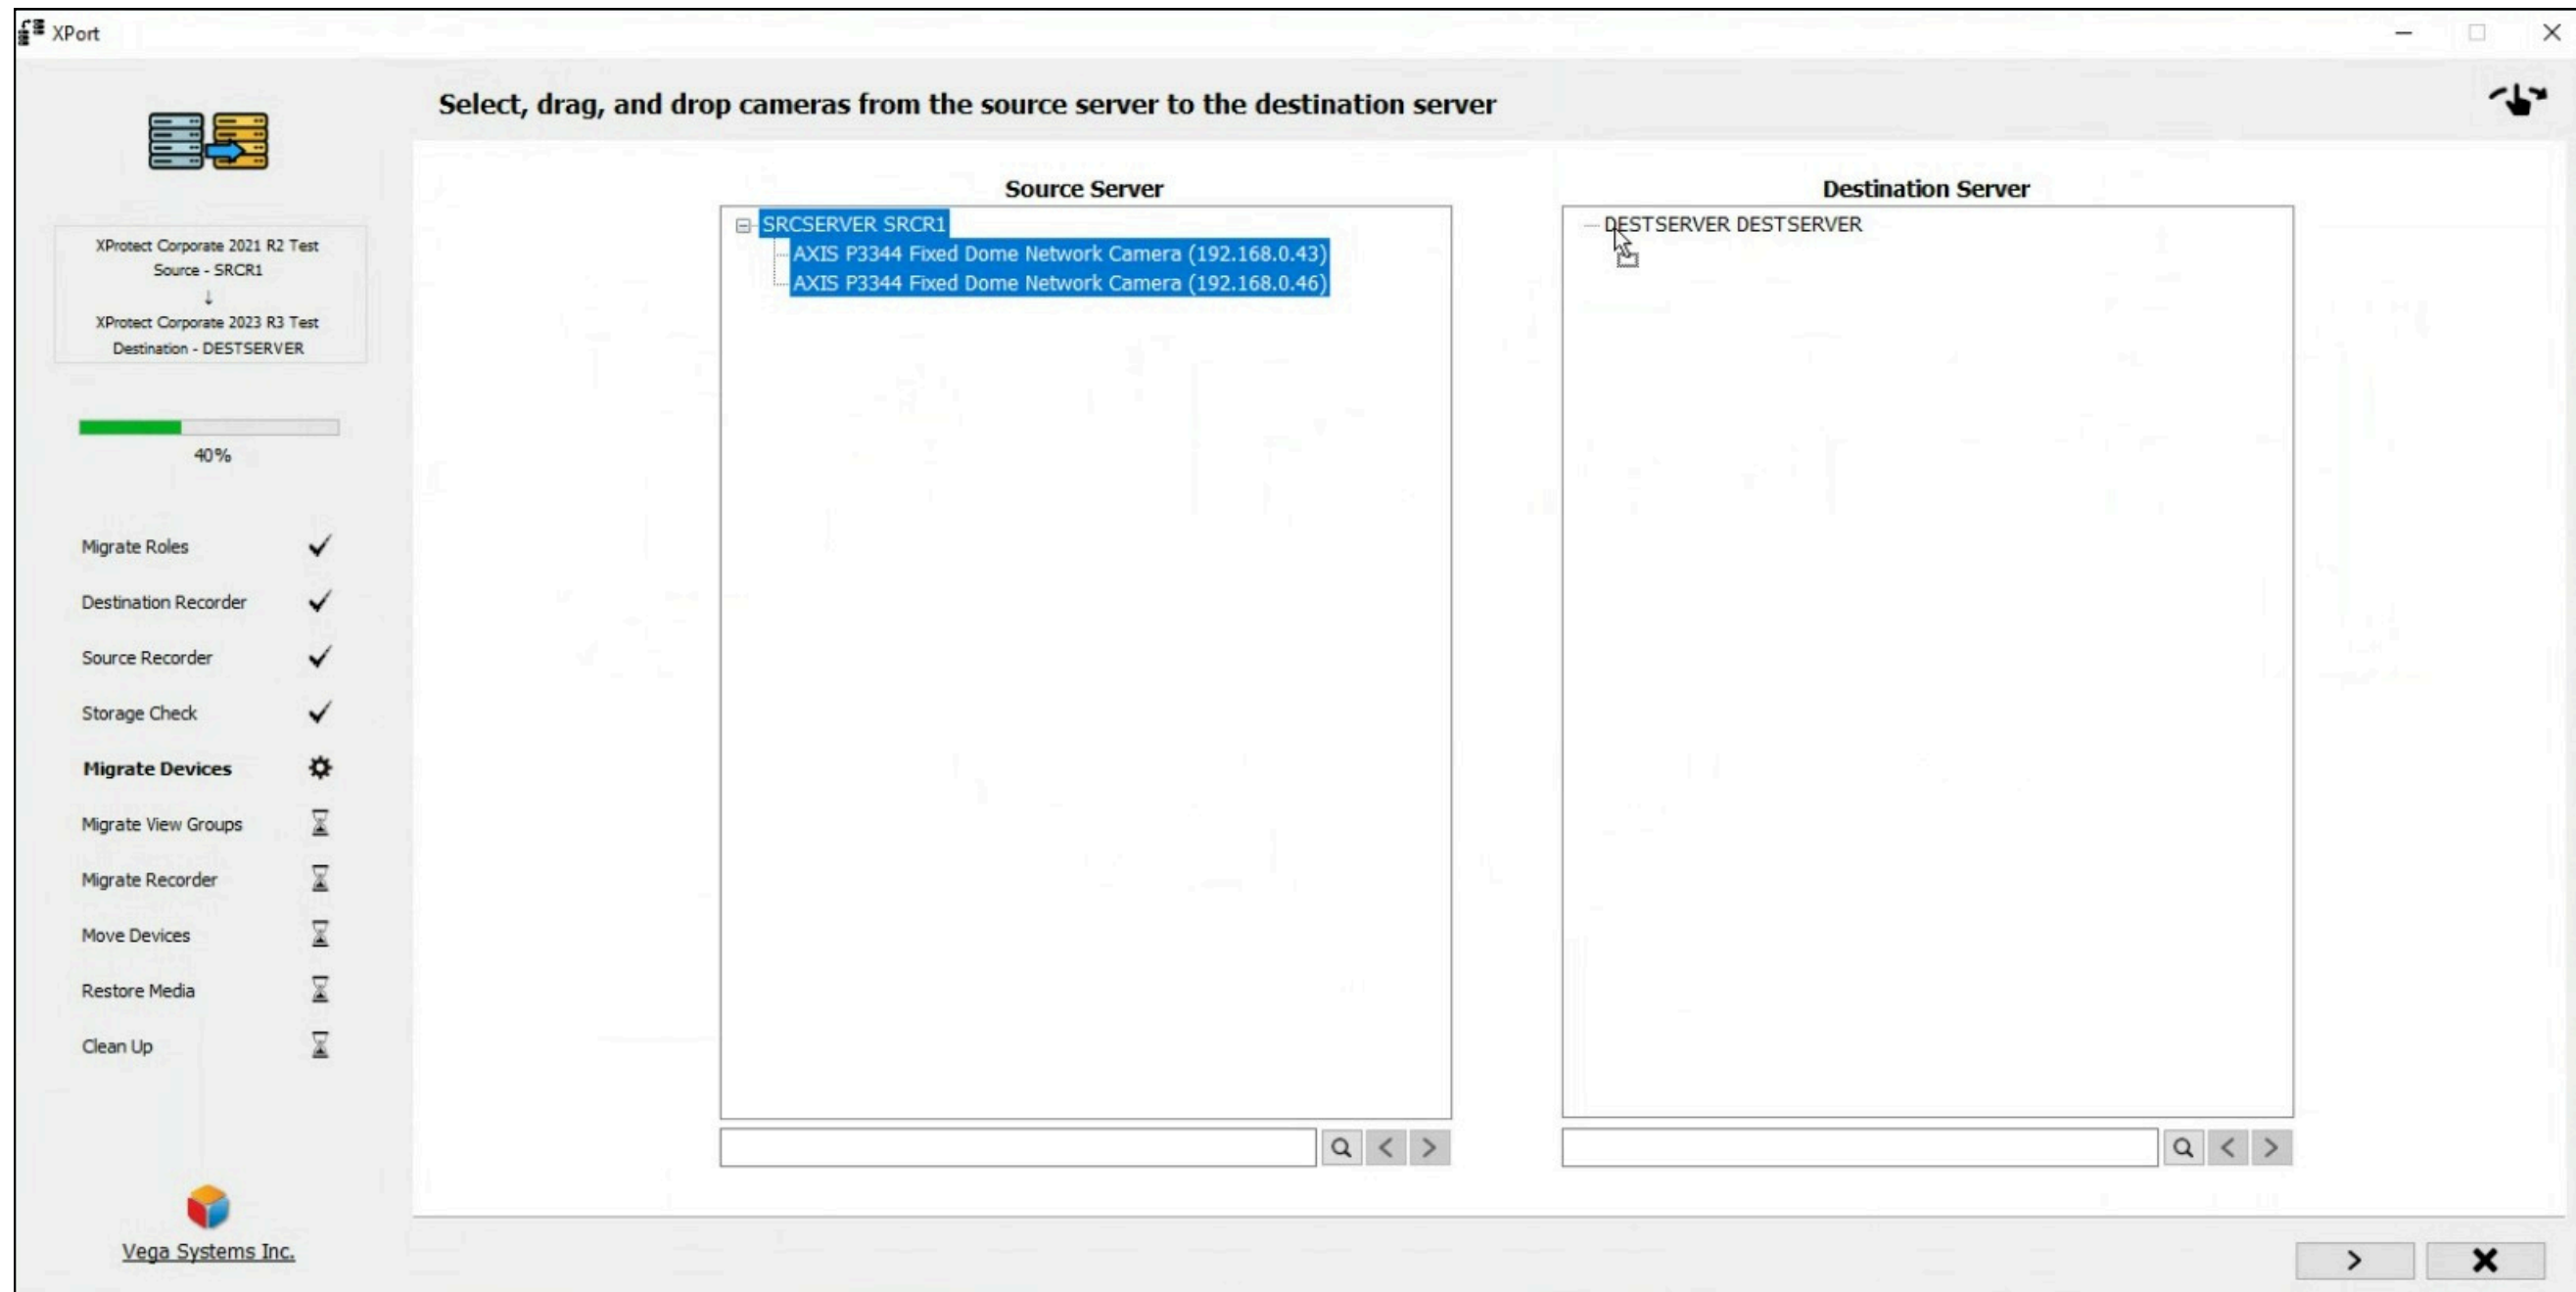 XPort
Select, drag, and drop cameras from the source server to the destination server
XProtect Corporate 2021 R2 Test
Source - SRCR1
↓
XProtect Corporate 2023 R3 Test
Destination - DESTSERVER
40%
Migrate Roles
Destination Recorder
Source Recorder
Storage Check
Migrate Devices
Migrate View Groups
Migrate Recorder
Move Devices
Restore Media
Clean Up
Vega Systems Inc.
Source Server
SRCSERVER SRCR1
AXIS P3344 Fixed Dome Network Camera (192.168.0.43)
AXIS P3344 Fixed Dome Network Camera (192.168.0.46)
Destination Server
DESTSERVER DESTSERVER